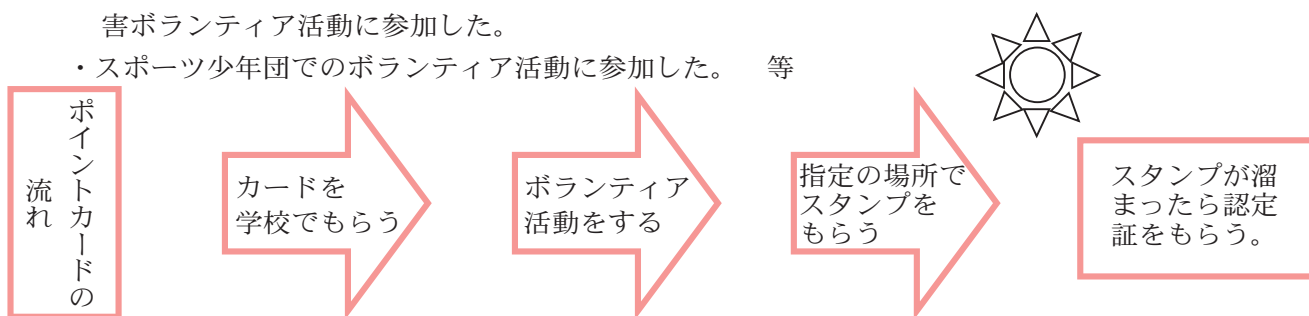 害ボランティア活動に参加した。
・スポーツ少年団でのボランティア活動に参加した。　等
ポイントカードの
流れ
カードを
学校でもらう
ボランティア
活動をする
指定の場所で
スタンプを
もらう
スタンプが溜
まったら認定
証をもらう。